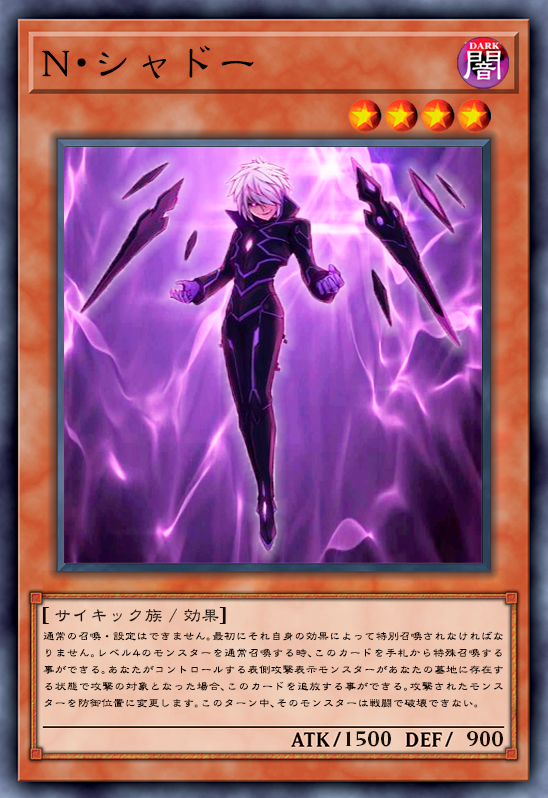 N・シャドー
DARK
闇
[ サイキック族 / 効果]
通常の召喚・設定はできません。最初にそれ自身の効果によって特別召喚されなければな
りません。レベル4のモンスターを通常召喚する時、このカードを手札から特殊召喚する
事ができる。あなたがコントロールする表側攻撃表示モンスターがあなたの墓地に存在す
る状態で攻撃の対象となった場合、このカードを追放する事ができる。攻撃されたモンス
ターを防御位置に変更します。このターン中、そのモンスターは戦闘で破壊できない。
ATK/1500 DEF/ 900